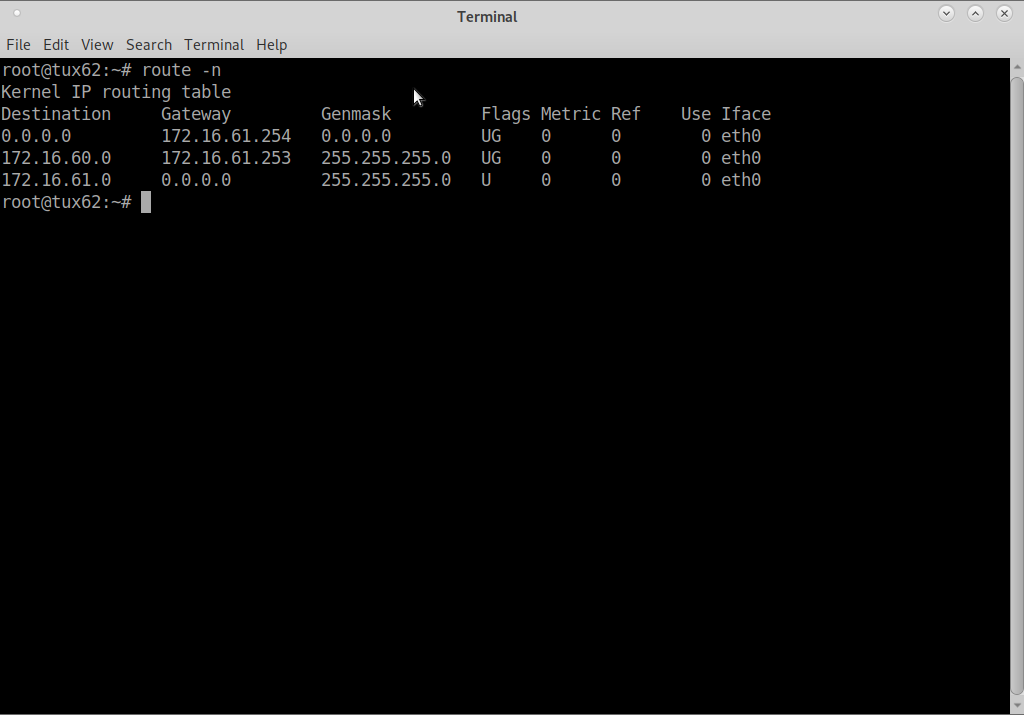 Terminal
File Edit View Search Terminal Help
root@tux62:~# route -n
Kernel IP routing table
Destination     Gateway         Genmask         Flags Metric Ref    Use Iface
0.0.0.0         172.16.61.254   0.0.0.0         UG    0      0        0 eth0
172.16.60.0     172.16.61.253   255.255.255.0   UG    0      0        0 eth0
172.16.61.0     0.0.0.0         255.255.255.0   U     0      0        0 eth0
root@tux62:~#